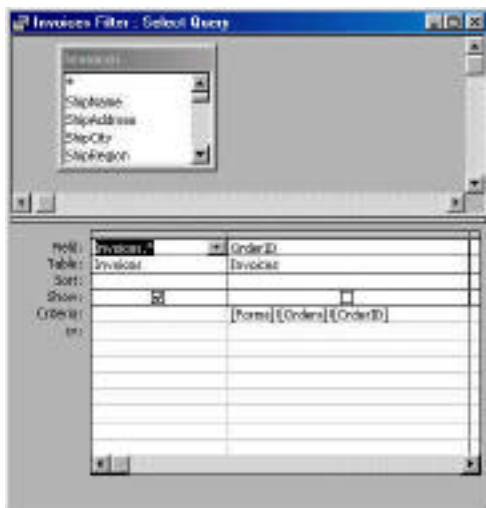 Invoices Filter : Select Query
Invoices
*
ShipName
ShipAddress
ShipCity
ShipRegion
Field: Invoices.* OrderID
Table: Invoices Invoices
Sort:
Show:
Criteria: [Forms]![Orders]![OrderID]
or: